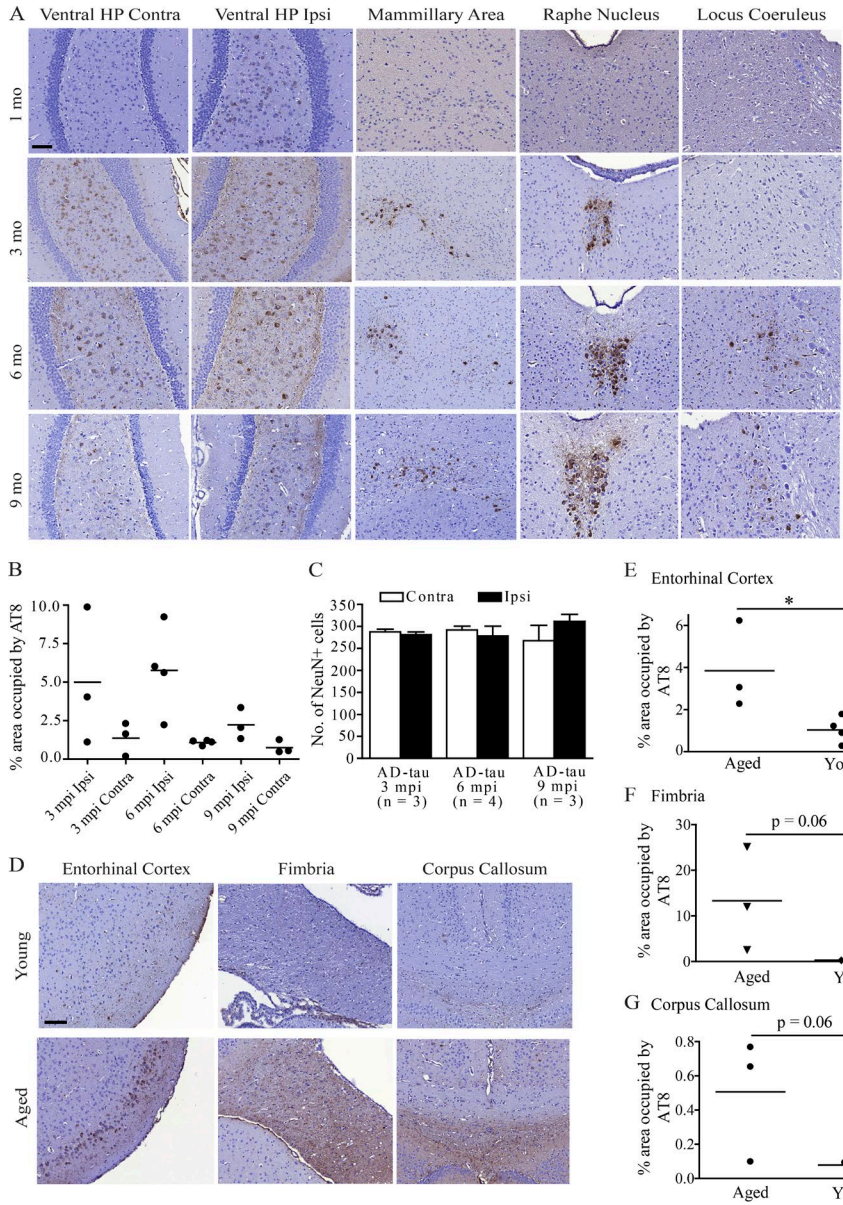 A
Ventral HP Contra Ventral HP Ipsi Mammillary Area Raphe Nucleus Locus Coeruleus
1 mo
3 mo
6 mo
9 mo
B
% area occupied by AT8
10.0
7.5
5.0
2.5
0.0
3 mpi Ipsi
3 mpi Contra
6 mpi Ipsi
6 mpi Contra
9 mpi Ipsi
9 mpi Contra
C
Contra Ipsi
No. of NeuN+ cells
350
300
250
200
150
100
50
0
AD-tau AD-tau AD-tau
3 mpi 6 mpi 9 mpi
(n = 3) (n = 4) (n = 3)
D
Entorhinal Cortex Fimbria Corpus Callosum
Young
Aged
E Entorhinal Cortex
*
% area occupied by
AT8
6
4
2
0
Aged Yo
F Fimbria
p = 0.06
% area occupied by
AT8
30
20
10
0
Aged Y
G Corpus Callosum
p = 0.06
% area occupied by
AT8
0.8
0.6
0.4
0.2
0.0
Aged Y